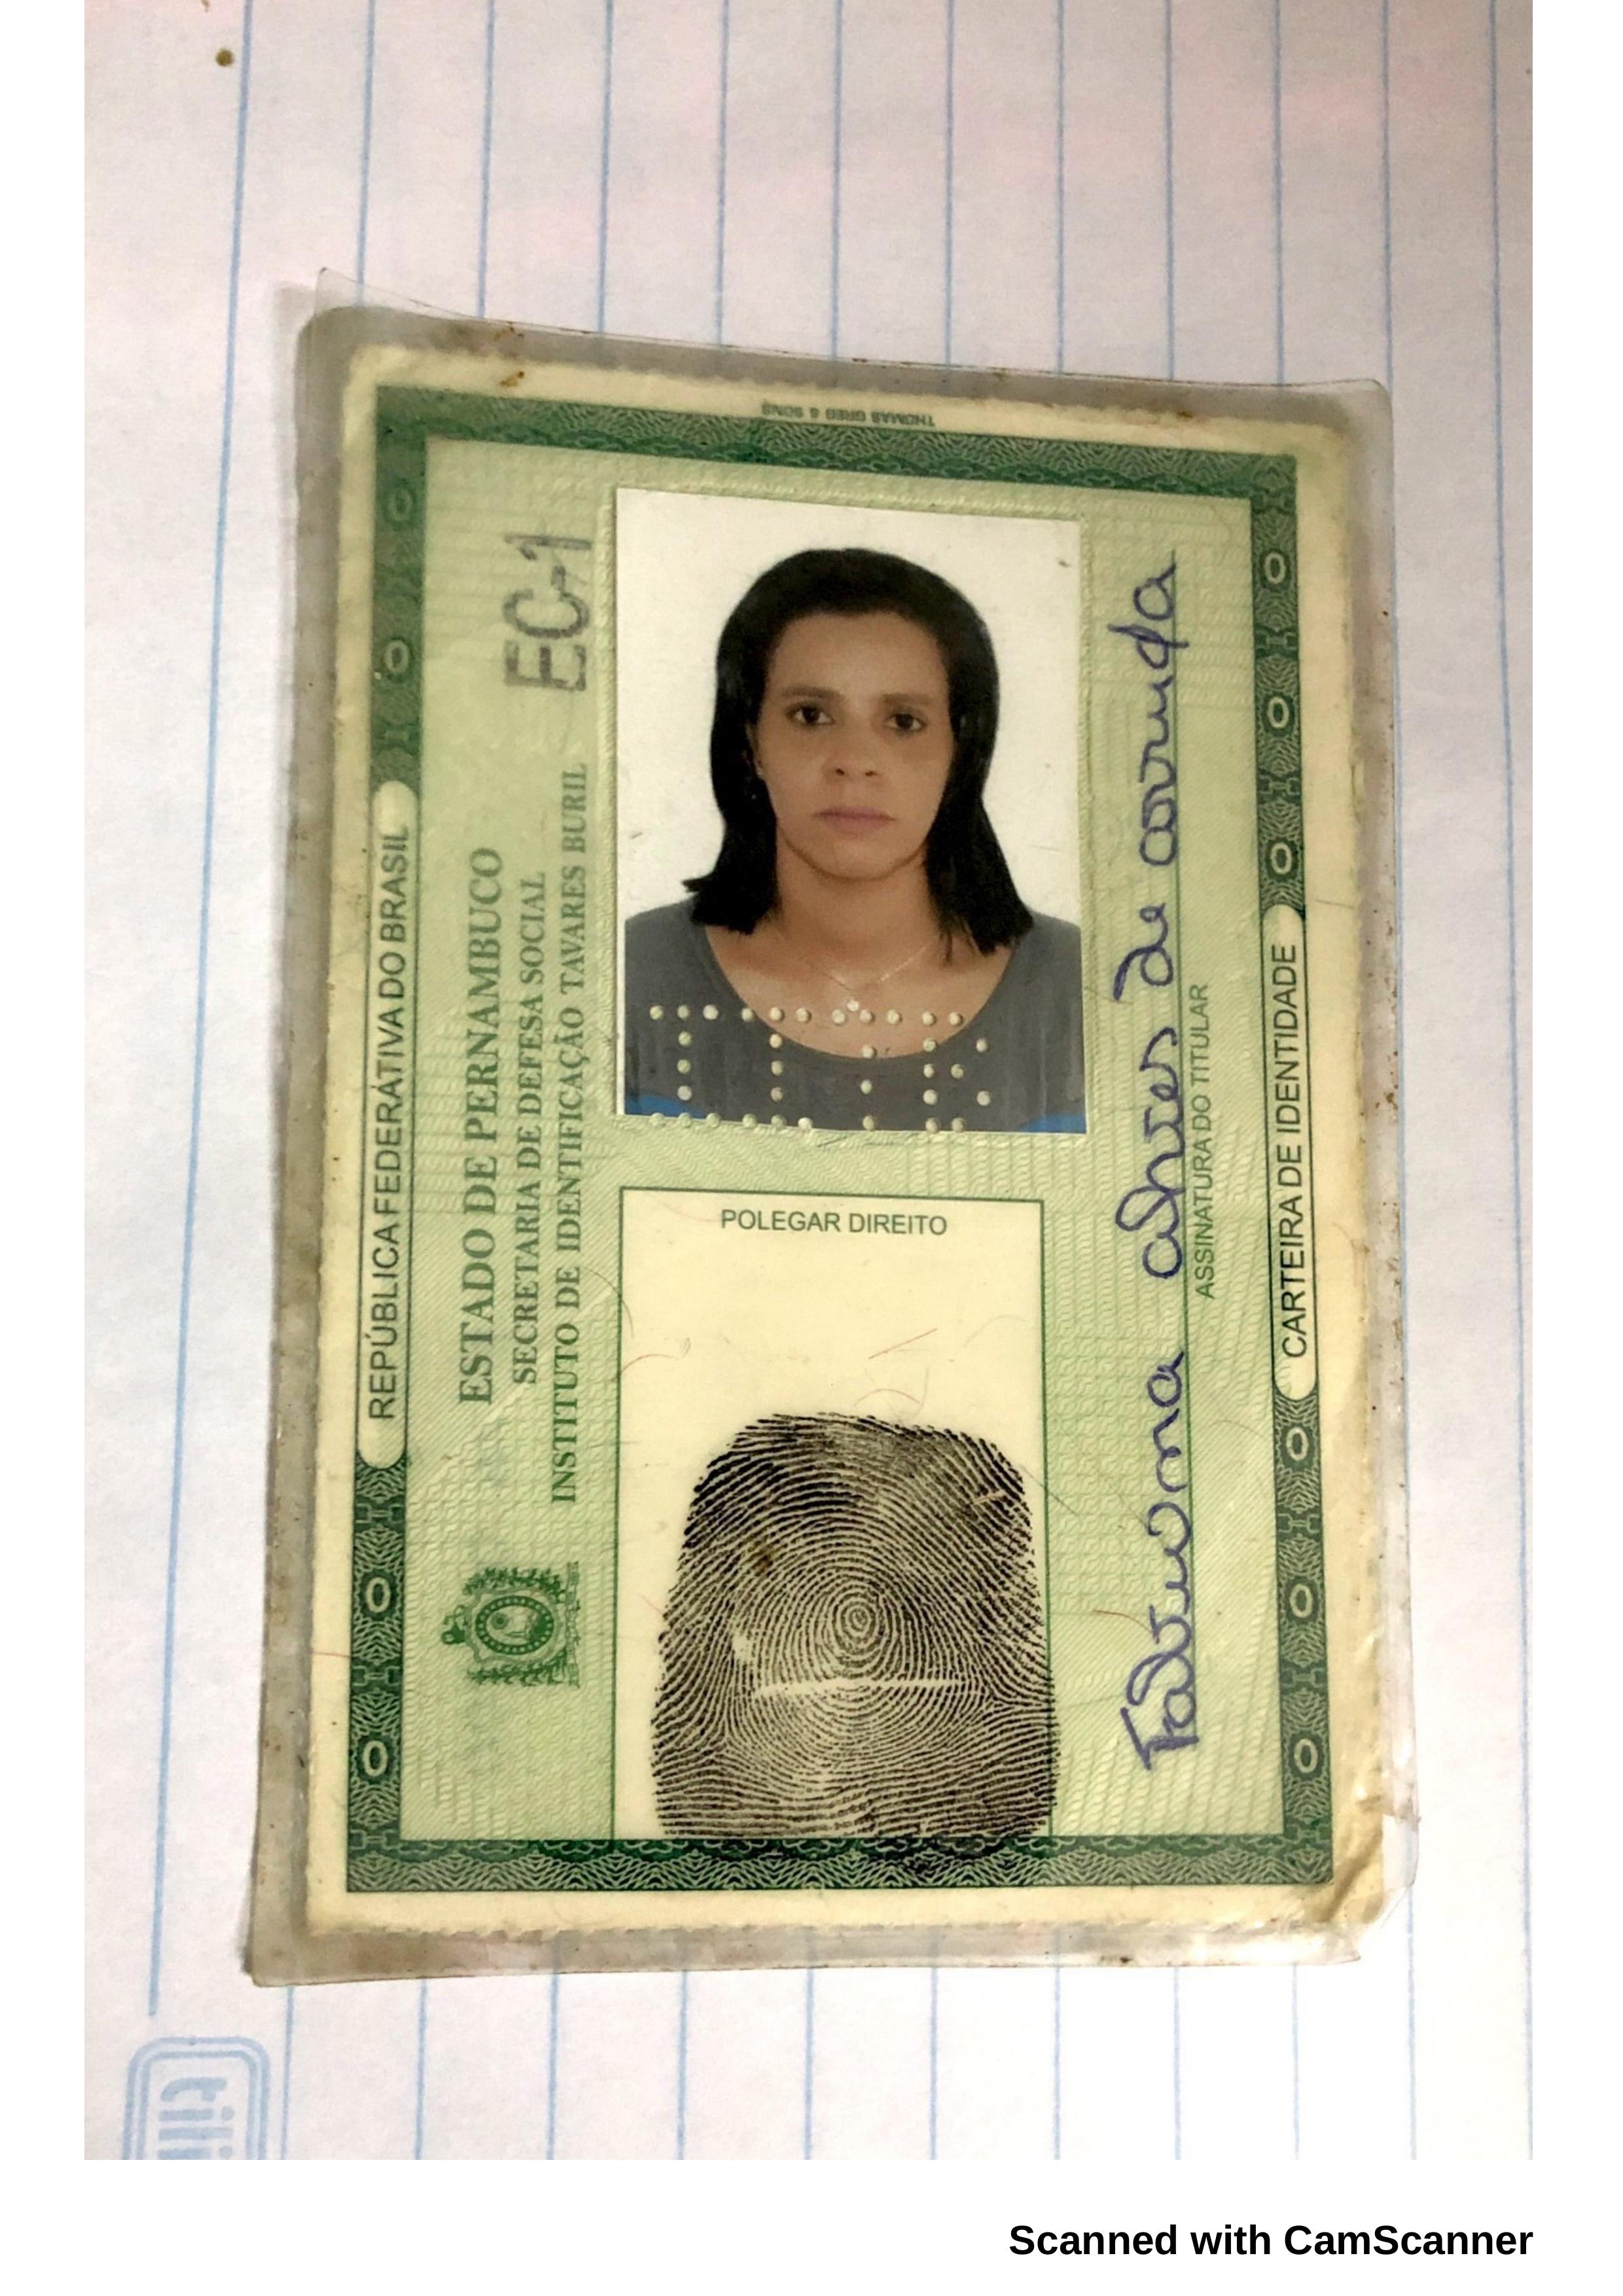 THOMAS GREG & SONS
REPÚBLICA FEDERATIVA DO BRASIL
ESTADO DE PERNAMBUCO
SECRETARIA DE DEFESA SOCIAL
INSTITUTO DE IDENTIFICAÇÃO TAVARES BURIL
EC-1
POLEGAR DIREITO
alves de arruda
ASSINATURA DO TITULAR
CARTEIRA DE IDENTIDADE
tili
Scanned with CamScanner